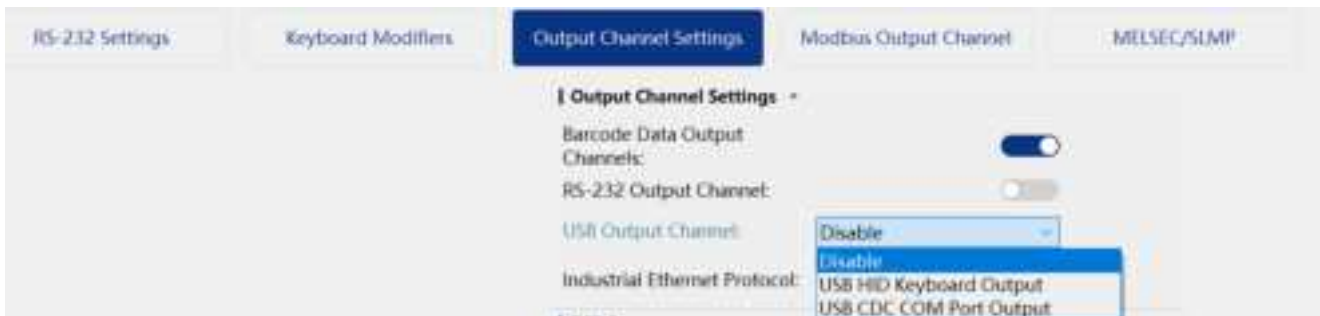 RS-232 Settings
Keyboard Modifiers
Output Channel Settings
Modbus Output Channel
MELSEC/SLMP
Output Channel Settings
Barcode Data Output
Channels:
RS-232 Output Channel:
USB Output Channel:
Disable
Disable
USB HID Keyboard Output
Industrial Ethernet Protocol:
USB CDC COM Port Output